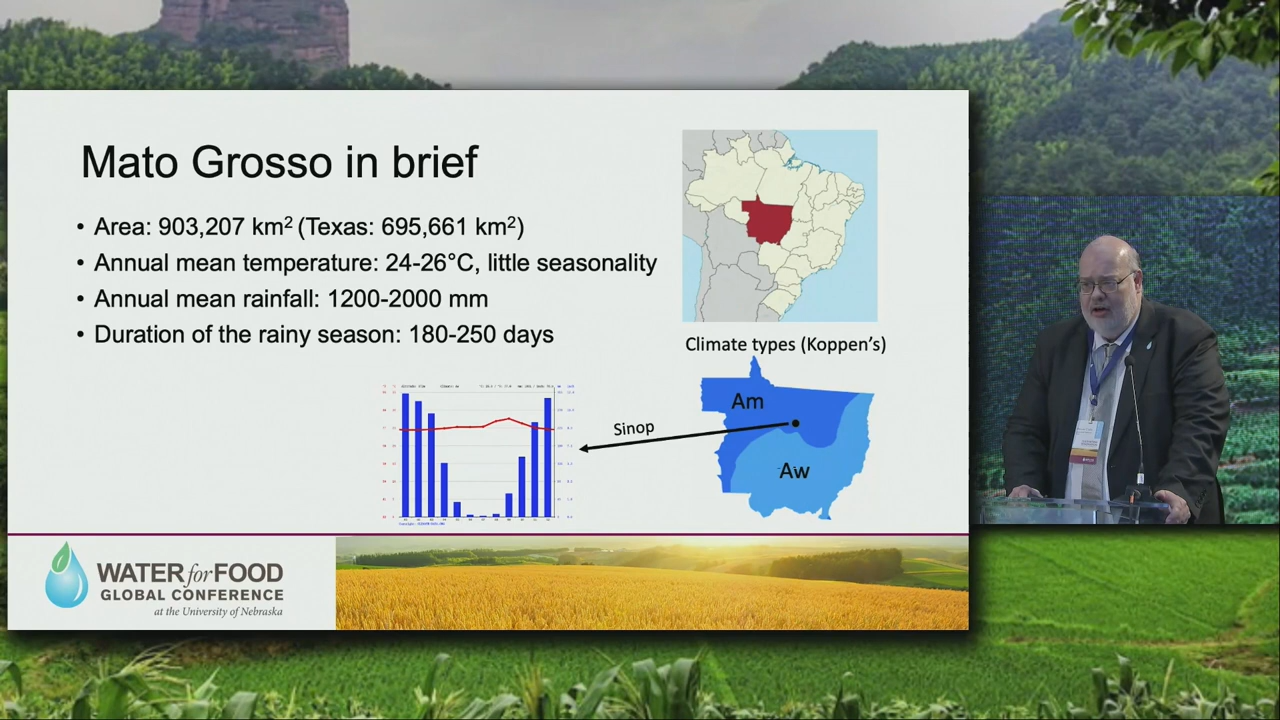 Mato Grosso in brief
• Area: 903,207 km² (Texas: 695,661 km²)
• Annual mean temperature: 24-26°C, little seasonality
• Annual mean rainfall: 1200-2000 mm
• Duration of the rainy season: 180-250 days
Climate types (Koppen's)
Am
Sinop
Aw
WATER for FOOD
GLOBAL CONFERENCE
at the University of Nebraska